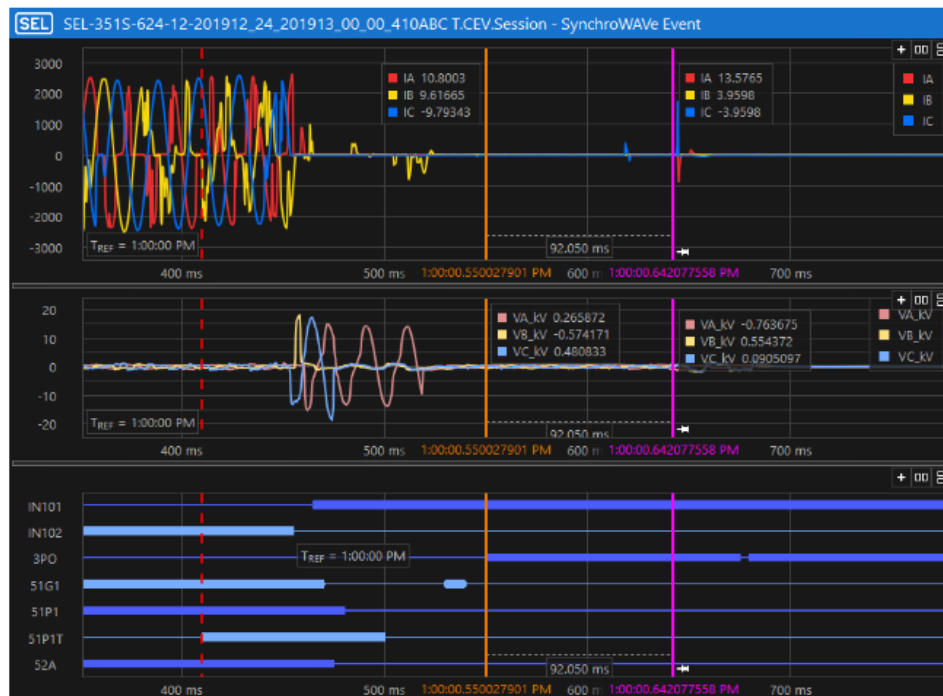 SEL SEL-351S-624-12-201912_24_201913_00_00_410ABC T.CEV.Session - SynchroWAVe Event
3000
2000
1000
0
-1000
-2000
-3000
IA 10.8003
IB 9.61665
IC -9.79343
IA 13.5765
IB 3.9598
IC -3.9598
IA
IB
IC
TREF = 1:00:00 PM
92.050 ms
400 ms 500 ms 1:00:00.550027901 PM 600 m 1:00:00.642077558 PM 700 ms
20
10
0
-10
-20
VA_kV 0.265872
VB_kV -0.574171
VC_kV 0.480833
VA_kV -0.763675
VB_kV 0.554372
VC_kV 0.0905097
VA_kV
VB_kV
VC_kV
TREF = 1:00:00 PM
92.050 ms
400 ms 500 ms 1:00:00.550027901 PM 600 m 1:00:00.642077558 PM 700 ms
IN101
IN102
3PO
TREF = 1:00:00 PM
51G1
51P1
51P1T
52A
92.050 ms
400 ms 500 ms 1:00:00.550027901 PM 600 m 1:00:00.642077558 PM 700 ms